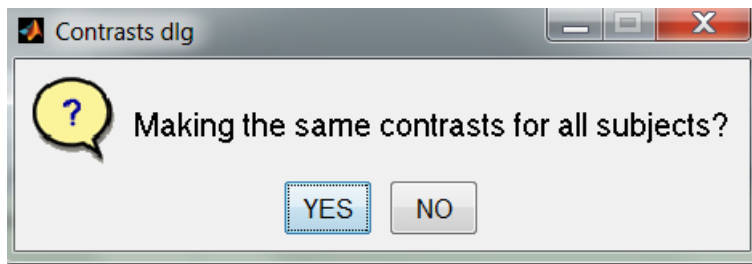 Contrasts dlg
?
Making the same contrasts for all subjects?
YES NO